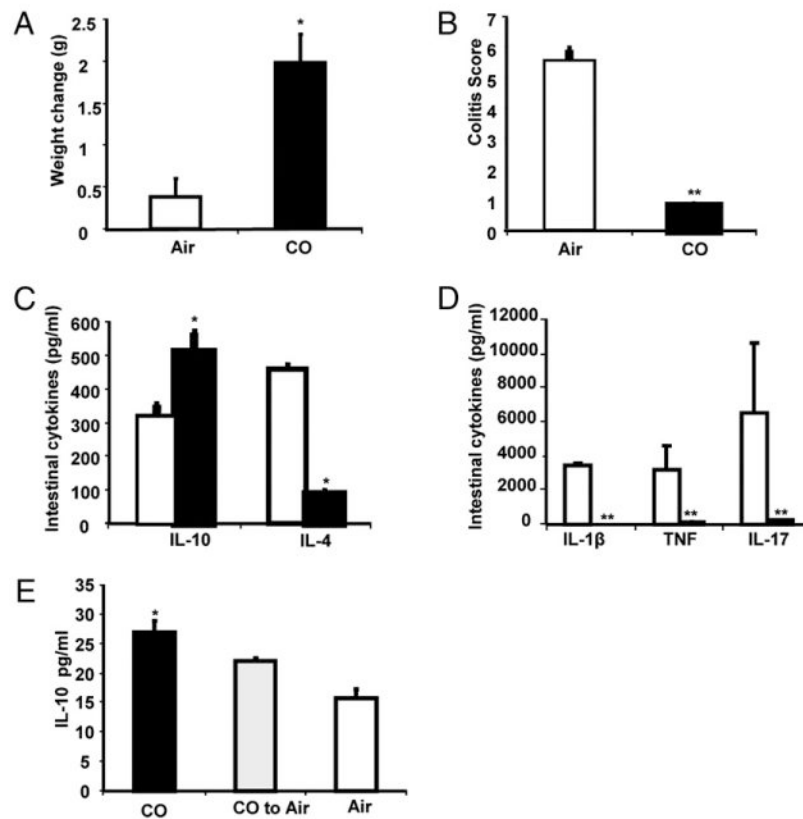 A
Weight change (g)
2.5
2
1.5
1
0.5
0
*
Air
CO
B
Colitis Score
7
6
5
4
3
2
1
0
**
Air
CO
C
Intestinal cytokines (pg/ml)
600
500
400
300
200
100
0
*
*
IL-10
IL-4
D
Intestinal cytokines (pg/ml)
12000
10000
8000
6000
4000
2000
0
**
**
**
IL-1β
TNF
IL-17
E
IL-10 pg/ml
35
30
25
20
15
10
5
0
*
CO
CO to Air
Air